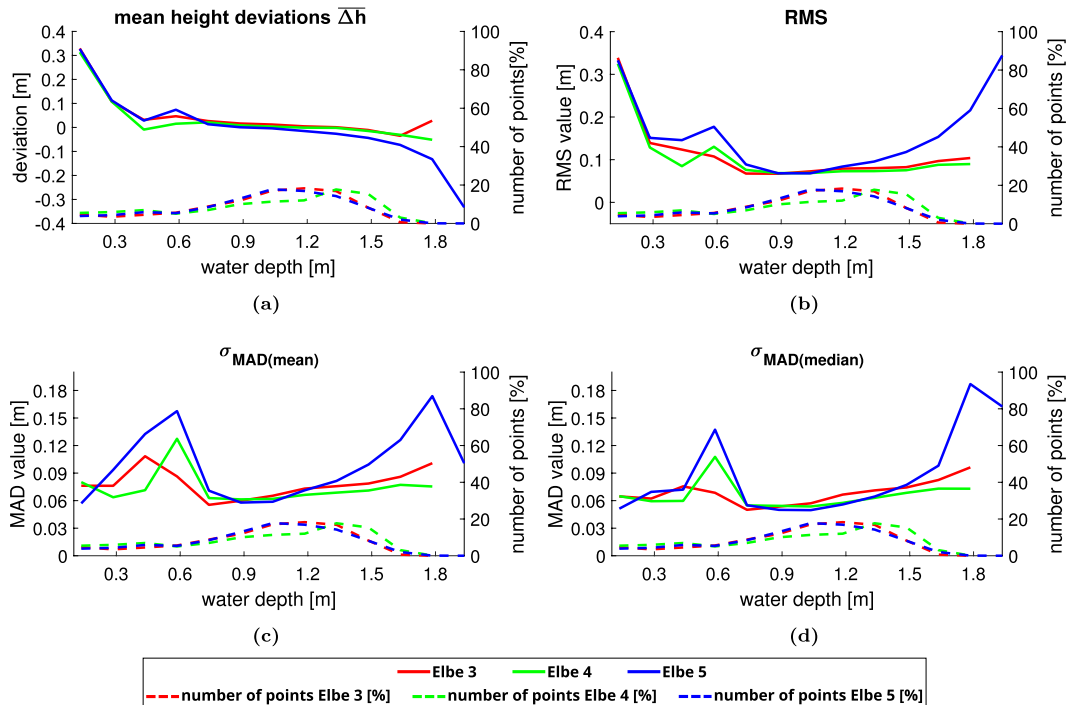 mean height deviations Δh
0.4
0.3
0.2
0.1
0
-0.1
-0.2
-0.3
-0.4
deviation [m]
100
80
60
40
20
0
number of points[%]
0.3 0.6 0.9 1.2 1.5 1.8
water depth [m]
(a)
RMS
0.4
0.3
0.2
0.1
0
RMS value [m]
100
80
60
40
20
0
number of points [%]
0.3 0.6 0.9 1.2 1.5 1.8
water depth [m]
(b)
σMAD(mean)
0.18
0.15
0.12
0.09
0.06
0.03
0
MAD value [m]
100
80
60
40
20
0
number of points [%]
0.3 0.6 0.9 1.2 1.5 1.8
water depth [m]
(c)
σMAD(median)
0.18
0.15
0.12
0.09
0.06
0.03
0
MAD value [m]
100
80
60
40
20
0
number of points [%]
0.3 0.6 0.9 1.2 1.5 1.8
water depth [m]
(d)
Elbe 3 Elbe 4 Elbe 5
number of points Elbe 3 [%] number of points Elbe 4 [%] number of points Elbe 5 [%]